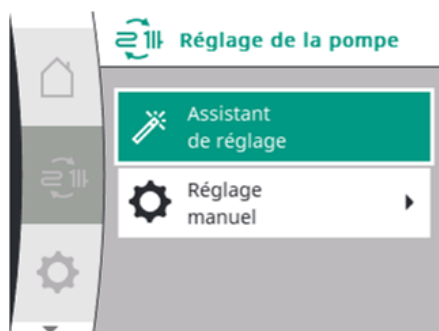 Réglage de la pompe
Assistant
de réglage
Réglage
manuel